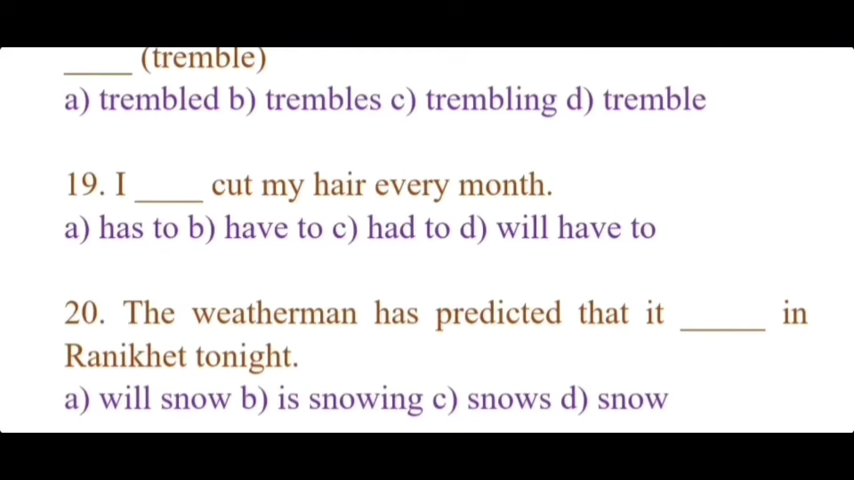 _____ (tremble)
a) trembled b) trembles c) trembling d) tremble
19. I _____ cut my hair every month.
a) has to b) have to c) had to d) will have to
20. The weatherman has predicted that it ______ in
Ranikhet tonight.
a) will snow b) is snowing c) snows d) snow